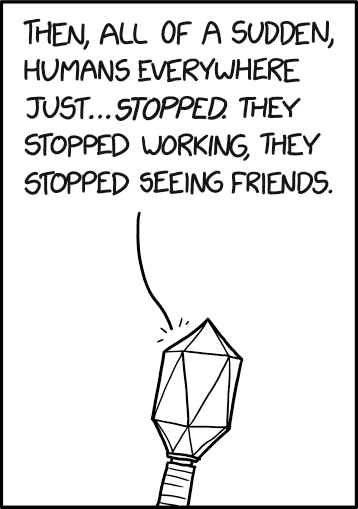 THEN, ALL OF A SUDDEN,
HUMANS EVERYWHERE
JUST...STOPPED. THEY
STOPPED WORKING, THEY
STOPPED SEEING FRIENDS.